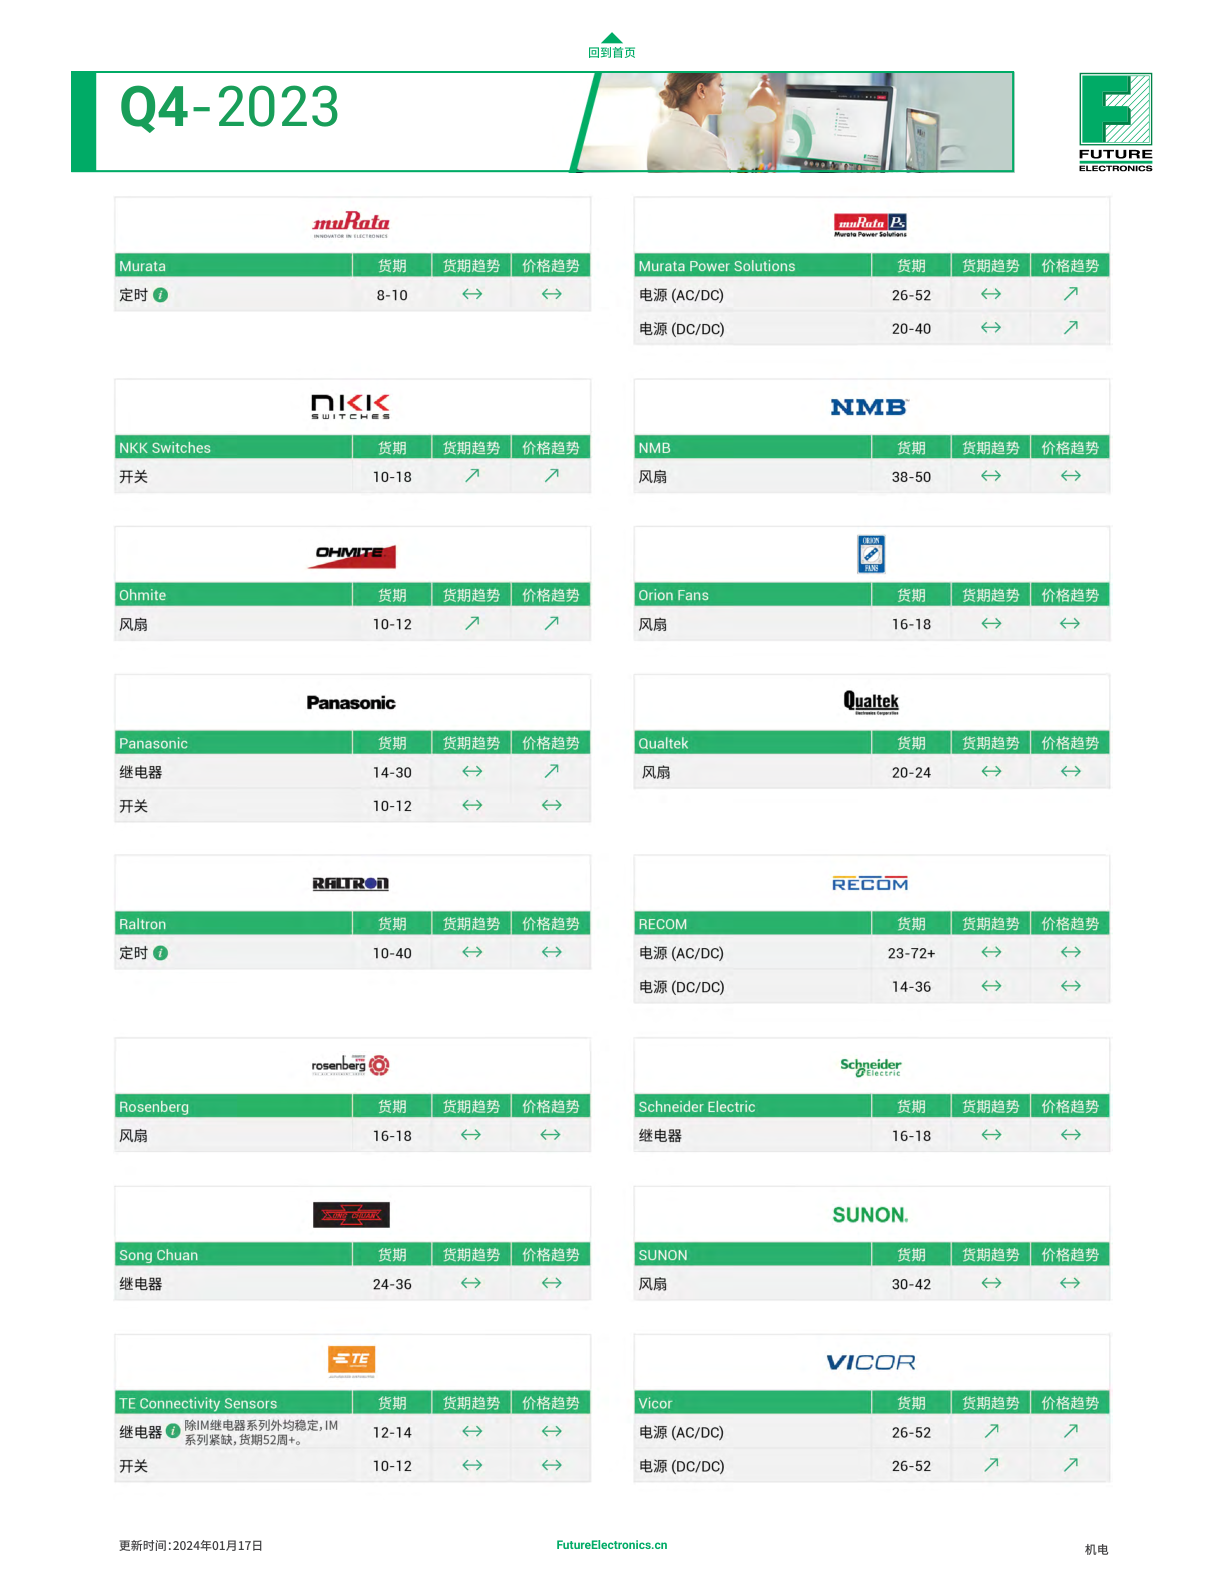 回到首页
Q4-2023
FUTURE
ELECTRONICS
muRata
INNOVATOR IN ELECTRONICS
Murata 货期 货期趋势 价格趋势
定时 i 8-10 ↔ ↔
muRata Ps
Murata Power Solutions
Murata Power Solutions 货期 货期趋势 价格趋势
电源 (AC/DC) 26-52 ↔ ↗
电源 (DC/DC) 20-40 ↔ ↗
NKK
SWITCHES
NKK Switches 货期 货期趋势 价格趋势
开关 10-18 ↗ ↗
NMB
NMB 货期 货期趋势 价格趋势
风扇 38-50 ↔ ↔
OHMITE
Ohmite 货期 货期趋势 价格趋势
风扇 10-12 ↗ ↗
ORION
FANS
Orion Fans 货期 货期趋势 价格趋势
风扇 16-18 ↔ ↔
Panasonic
Panasonic 货期 货期趋势 价格趋势
继电器 14-30 ↔ ↗
开关 10-12 ↔ ↔
Qualtek
Electronics Corporation
Qualtek 货期 货期趋势 价格趋势
风扇 20-24 ↔ ↔
RALTRON
Raltron 货期 货期趋势 价格趋势
定时 i 10-40 ↔ ↔
RECOM
RECOM 货期 货期趋势 价格趋势
电源 (AC/DC) 23-72+ ↔ ↔
电源 (DC/DC) 14-36 ↔ ↔
rosenberg
Rosenberg 货期 货期趋势 价格趋势
风扇 16-18 ↔ ↔
Schneider
Electric
Schneider Electric 货期 货期趋势 价格趋势
继电器 16-18 ↔ ↔
SONG CHUAN
Song Chuan 货期 货期趋势 价格趋势
继电器 24-36 ↔ ↔
SUNON
SUNON 货期 货期趋势 价格趋势
风扇 30-42 ↔ ↔
TE
TE Connectivity Sensors 货期 货期趋势 价格趋势
继电器 i 除IM继电器系列外均稳定，IM
系列紧缺，货期52周+。 12-14 ↔ ↔
开关 10-12 ↔ ↔
VICOR
Vicor 货期 货期趋势 价格趋势
电源 (AC/DC) 26-52 ↗ ↗
电源 (DC/DC) 26-52 ↗ ↗
更新时间：2024年01月17日
FutureElectronics.cn
机电